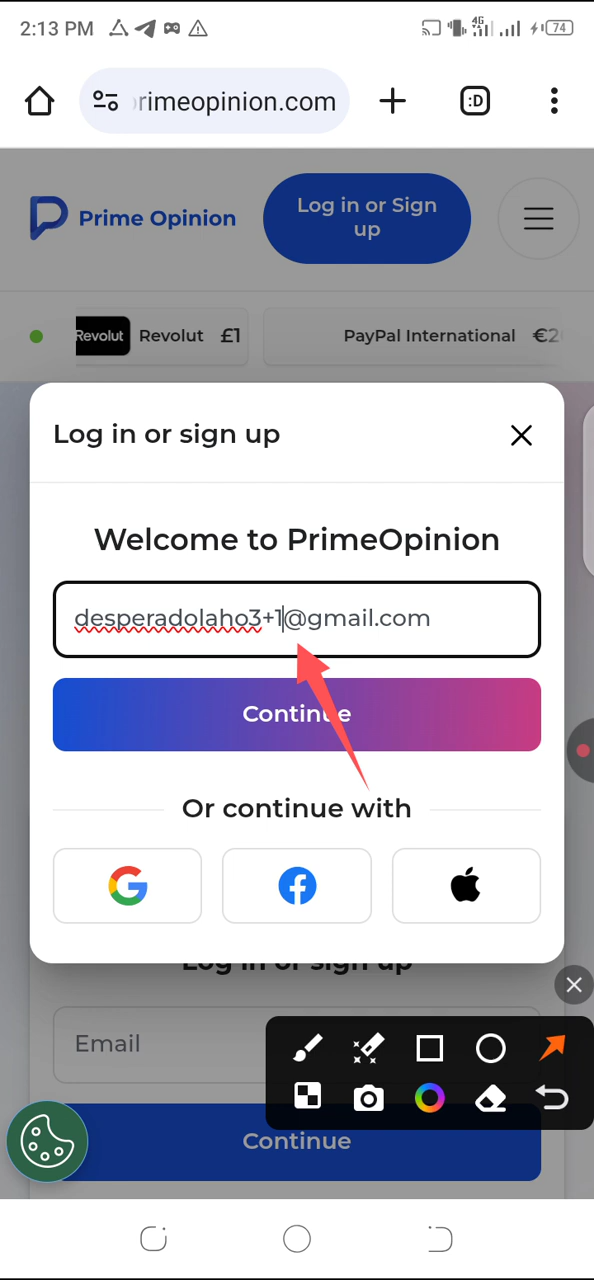 2:13 PM
4G
74
rimeopinion.com
:D
Prime Opinion
Log in or Sign
up
Revolut Revolut £1
PayPal International €2
Log in or sign up
Welcome to PrimeOpinion
desperadolaho3+1@gmail.com
Continue
Or continue with
Log in or sign up
Email
Continue